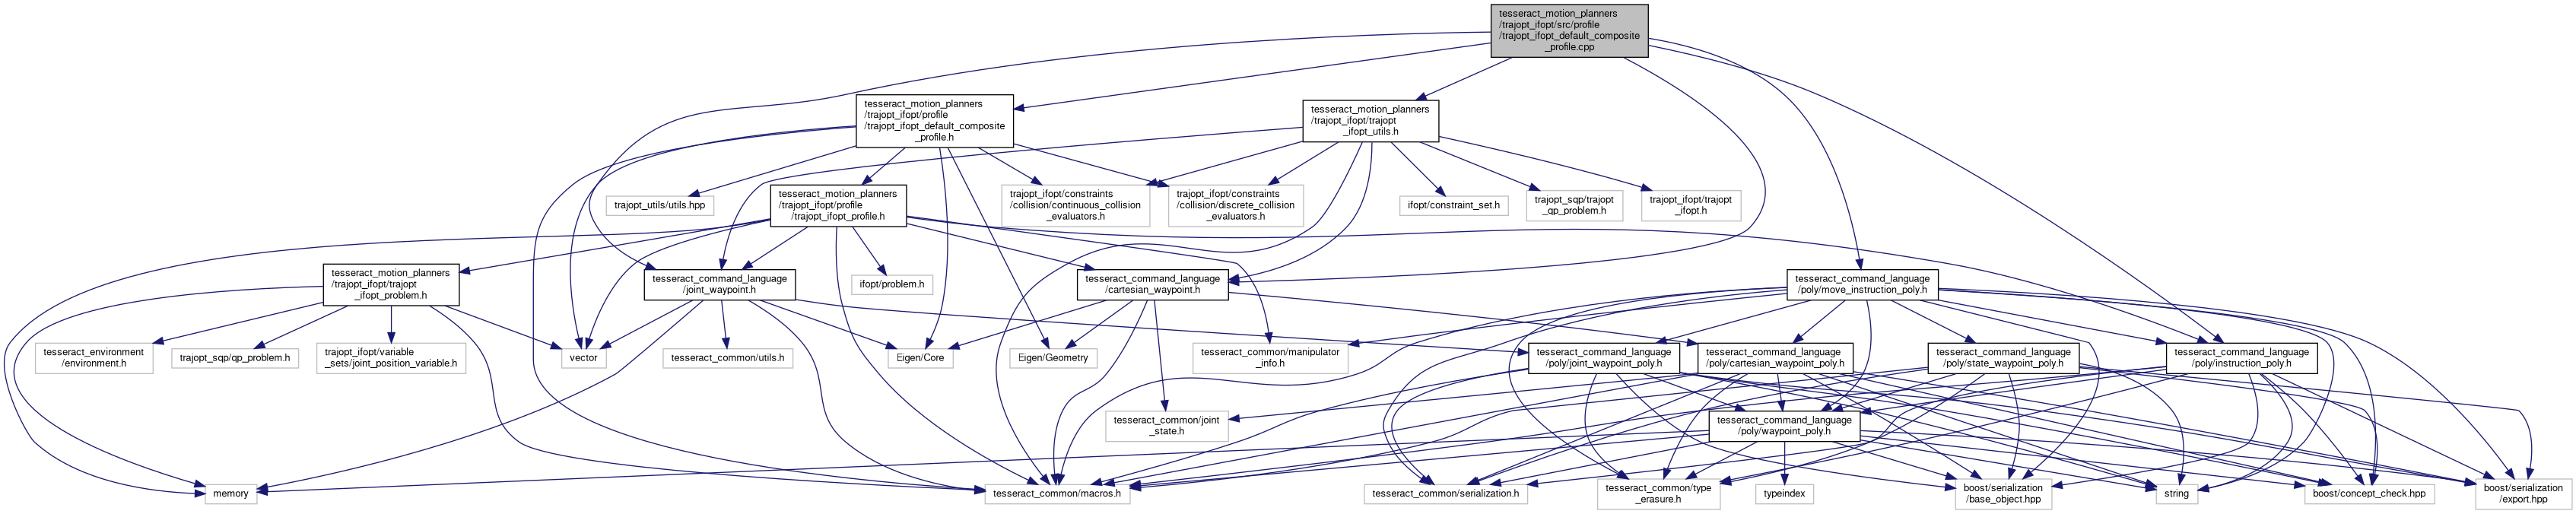 tesseract_motion_planners
/trajopt_ifopt/src/profile
/trajopt_ifopt_default_composite
_profile.cpp
tesseract_motion_planners
/trajopt_ifopt/profile
/trajopt_ifopt_default_composite
_profile.h
tesseract_motion_planners
/trajopt_ifopt/trajopt
_ifopt_utils.h
trajopt_utils/utils.hpp
tesseract_motion_planners
/trajopt_ifopt/profile
/trajopt_ifopt_profile.h
trajopt_ifopt/constraints
/collision/continuous_collision
_evaluators.h
trajopt_ifopt/constraints
/collision/discrete_collision
_evaluators.h
ifopt/constraint_set.h
trajopt_sqp/trajopt
_qp_problem.h
trajopt_ifopt/trajopt
_ifopt.h
tesseract_motion_planners
/trajopt_ifopt/trajopt
_ifopt_problem.h
tesseract_command_language
/joint_waypoint.h
ifopt/problem.h
tesseract_command_language
/cartesian_waypoint.h
tesseract_command_language
/poly/move_instruction_poly.h
tesseract_environment
/environment.h
trajopt_sqp/qp_problem.h
trajopt_ifopt/variable
_sets/joint_position_variable.h
vector
tesseract_common/utils.h
Eigen/Core
Eigen/Geometry
tesseract_common/manipulator
_info.h
tesseract_command_language
/poly/joint_waypoint_poly.h
tesseract_command_language
/poly/cartesian_waypoint_poly.h
tesseract_command_language
/poly/state_waypoint_poly.h
tesseract_command_language
/poly/instruction_poly.h
tesseract_common/joint
_state.h
tesseract_command_language
/poly/waypoint_poly.h
memory
tesseract_common/macros.h
tesseract_common/serialization.h
tesseract_common/type
_erasure.h
typeindex
boost/serialization
/base_object.hpp
string
boost/concept_check.hpp
boost/serialization
/export.hpp